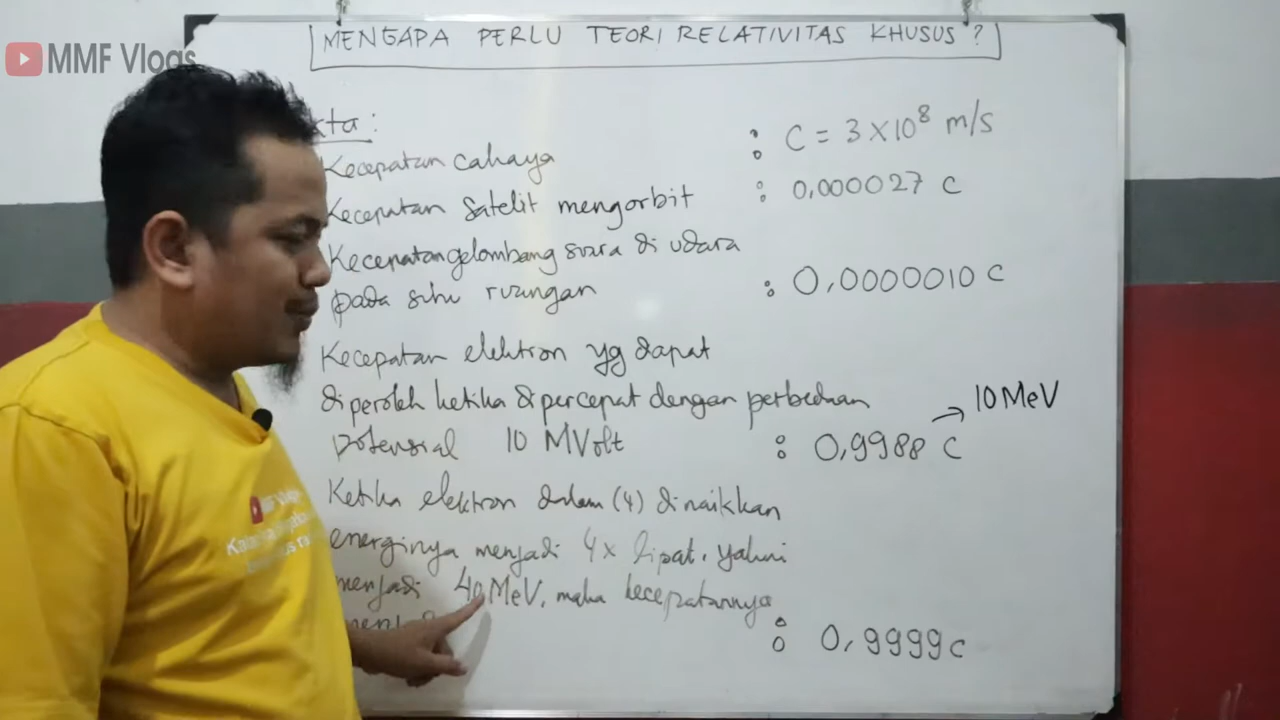 MMF Vlogs
MENGAPA PERLU TEORI RELATIVITAS KHUSUS?
Kecepatan cahaya : C = 3 × 10⁸ m/s
Kecepatan Satelit mengorbit : 0,000027 C
Kecepatan gelombang suara di udara
pada suhu ruangan : 0,0000010 C
Kecepatan elektron yg dapat
diperoleh ketika dipercepat dengan perbedaan → 10 MeV
potensial 10 MVolt : 0,9988 C
Ketika elektron dalam (4) dinaikkan
energinya menjadi 4x lipat, yakni
menjadi 40 MeV, maka kecepatannya
: 0,9999 C